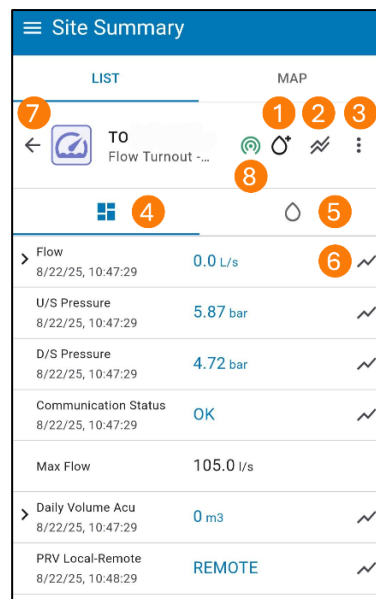 Site Summary
LIST MAP
7 1 2 3
TO
Flow Turnout -...
8
4 5
Flow
8/22/25, 10:47:29
0.0 L/s
6
U/S Pressure
8/22/25, 10:47:29
5.87 bar
D/S Pressure
8/22/25, 10:47:29
4.72 bar
Communication Status
8/22/25, 10:47:29
OK
Max Flow
105.0 l/s
Daily Volume Acu
8/22/25, 10:47:29
0 m3
PRV Local-Remote
8/22/25, 10:48:29
REMOTE